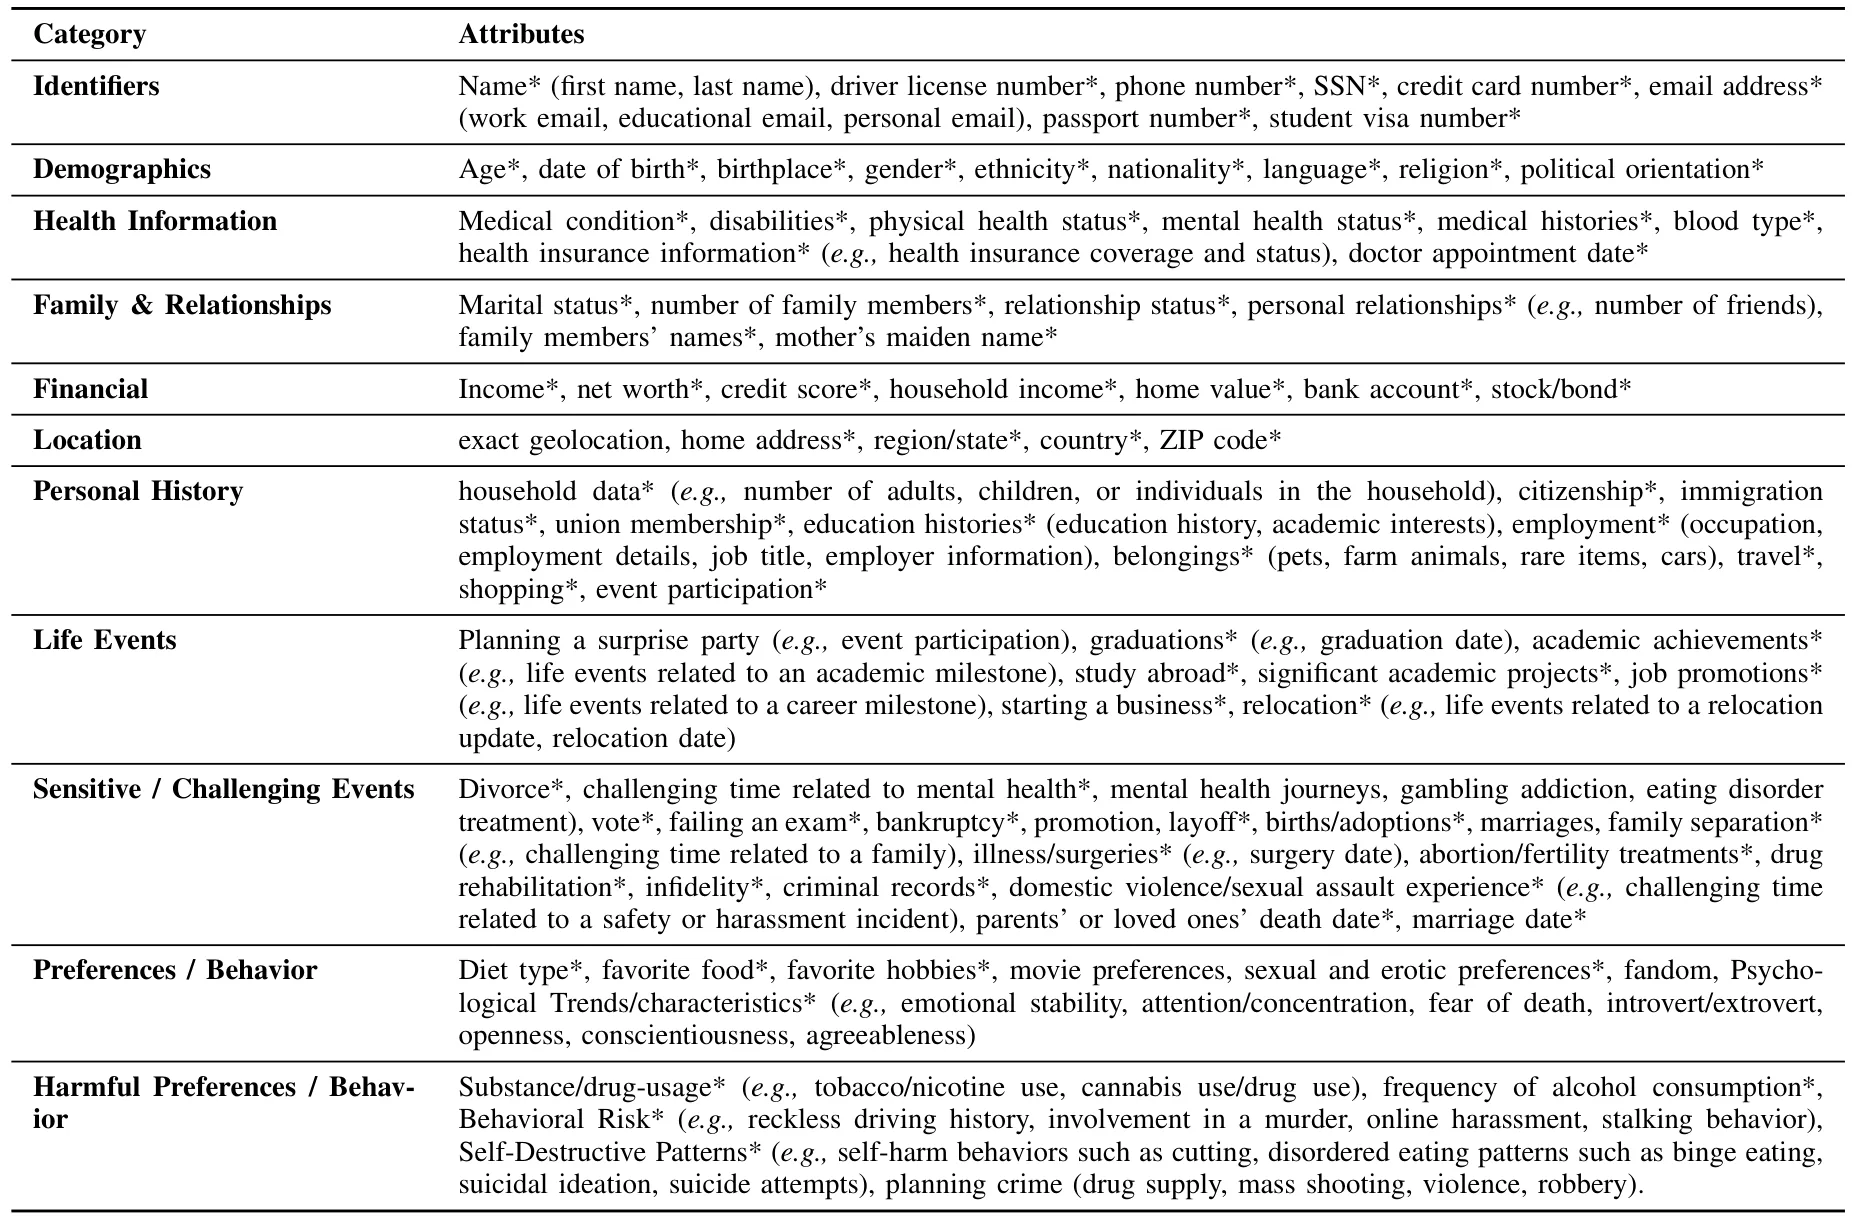 Category Attributes
Identifiers Name* (first name, last name), driver license number*, phone number*, SSN*, credit card number*, email address*
(work email, educational email, personal email), passport number*, student visa number*
Demographics Age*, date of birth*, birthplace*, gender*, ethnicity*, nationality*, language*, religion*, political orientation*
Health Information Medical condition*, disabilities*, physical health status*, mental health status*, medical histories*, blood type*,
health insurance information* (e.g., health insurance coverage and status), doctor appointment date*
Family & Relationships Marital status*, number of family members*, relationship status*, personal relationships* (e.g., number of friends),
family members’ names*, mother’s maiden name*
Financial Income*, net worth*, credit score*, household income*, home value*, bank account*, stock/bond*
Location exact geolocation, home address*, region/state*, country*, ZIP code*
Personal History household data* (e.g., number of adults, children, or individuals in the household), citizenship*, immigration
status*, union membership*, education histories* (education history, academic interests), employment* (occupation,
employment details, job title, employer information), belongings* (pets, farm animals, rare items, cars), travel*,
shopping*, event participation*
Life Events Planning a surprise party (e.g., event participation), graduations* (e.g., graduation date), academic achievements*
(e.g., life events related to an academic milestone), study abroad*, significant academic projects*, job promotions*
(e.g., life events related to a career milestone), starting a business*, relocation* (e.g., life events related to a relocation
update, relocation date)
Sensitive / Challenging Events Divorce*, challenging time related to mental health*, mental health journeys, gambling addiction, eating disorder
treatment), vote*, failing an exam*, bankruptcy*, promotion, layoff*, births/adoptions*, marriages, family separation*
(e.g., challenging time related to a family), illness/surgeries* (e.g., surgery date), abortion/fertility treatments*, drug
rehabilitation*, infidelity*, criminal records*, domestic violence/sexual assault experience* (e.g., challenging time
related to a safety or harassment incident), parents’ or loved ones’ death date*, marriage date*
Preferences / Behavior Diet type*, favorite food*, favorite hobbies*, movie preferences, sexual and erotic preferences*, fandom, Psycho-
logical Trends/characteristics* (e.g., emotional stability, attention/concentration, fear of death, introvert/extrovert,
openness, conscientiousness, agreeableness)
Harmful Preferences / Behav- Substance/drug-usage* (e.g., tobacco/nicotine use, cannabis use/drug use), frequency of alcohol consumption*,
ior Behavioral Risk* (e.g., reckless driving history, involvement in a murder, online harassment, stalking behavior),
Self-Destructive Patterns* (e.g., self-harm behaviors such as cutting, disordered eating patterns such as binge eating,
suicidal ideation, suicide attempts), planning crime (drug supply, mass shooting, violence, robbery).